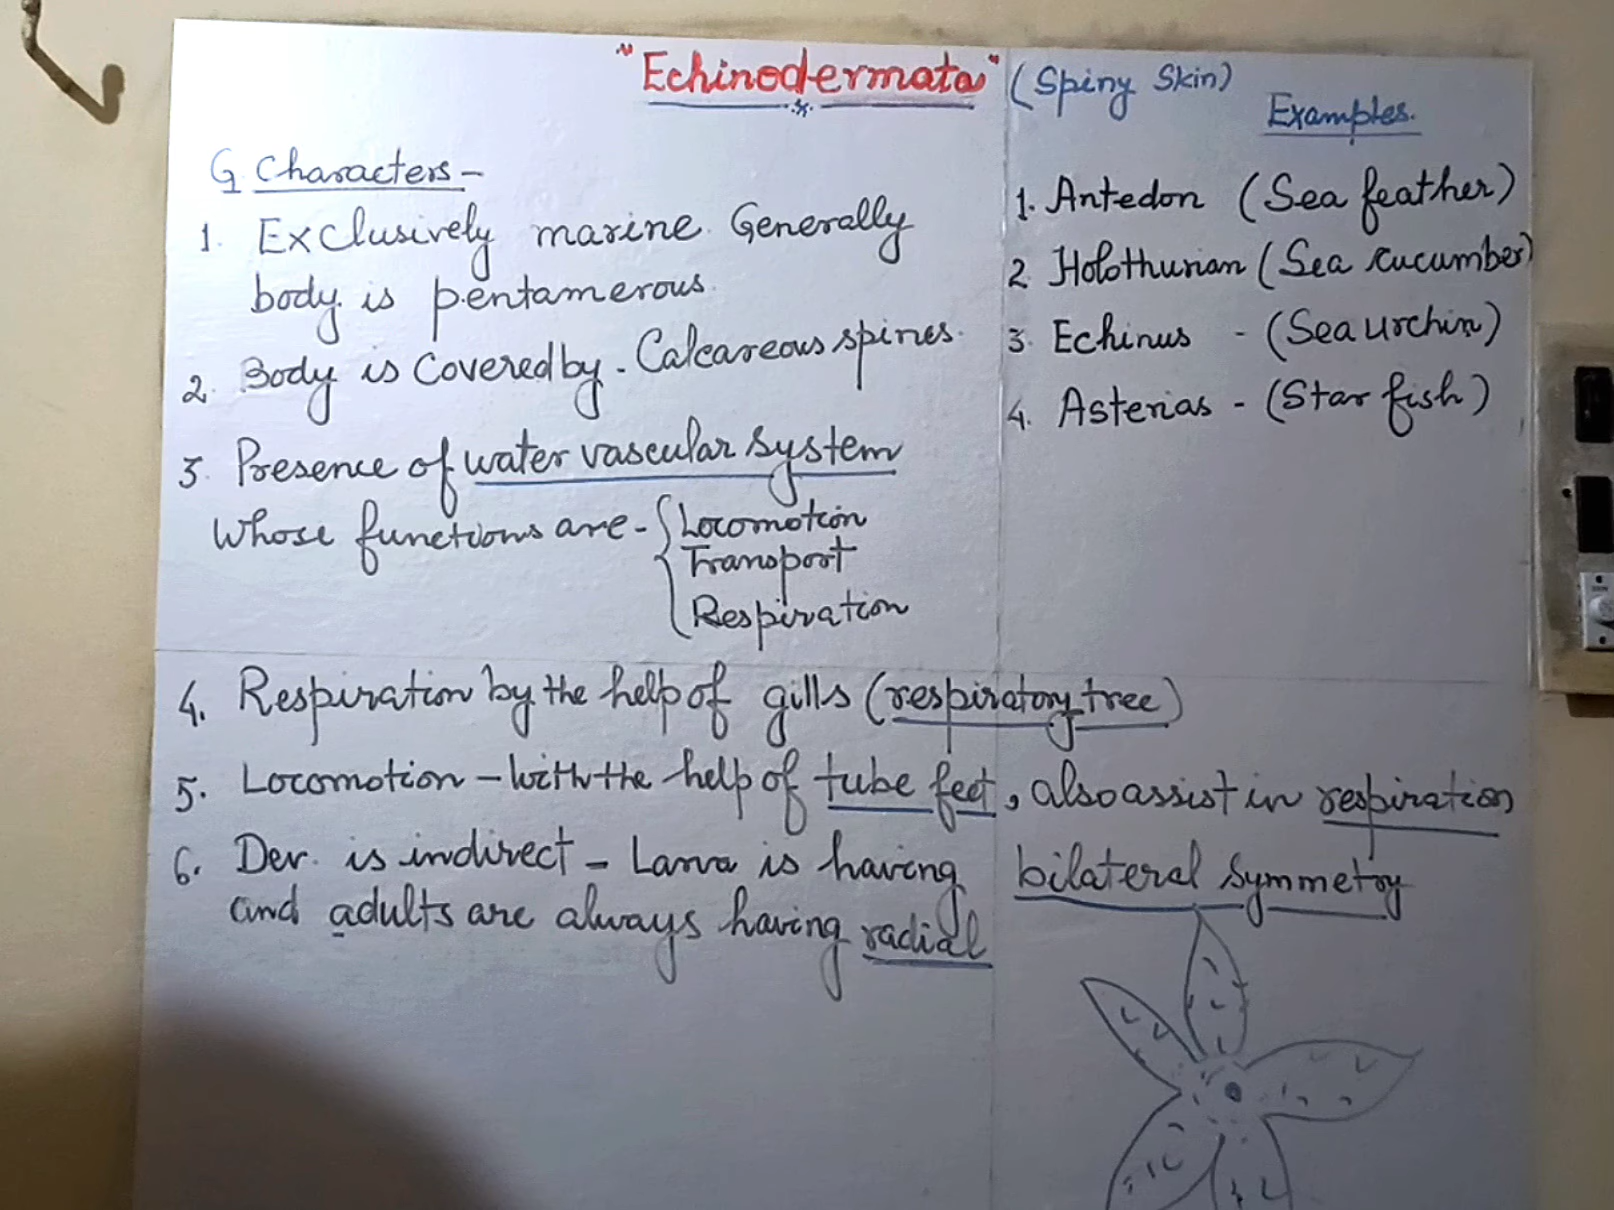 "Echinodermata" (Spiny Skin)
Examples.
G. Characters -
1. Exclusively marine. Generally
body is pentamerous.
2. Body is Covered by - Calcareous spines.
3. Presence of water vascular system
Whose functions are - Locomotion
Transport
Respiration
1. Antedon (Sea feather)
2 Holothurian (Sea cucumber)
3. Echinus - (Sea urchin)
4. Asterias - (Star fish)
4. Respiration by the help of gills (respiratory tree)
5. Locomotion - with the help of tube feet, also assist in respiration
6. Dev. is indirect - Larva is having bilateral symmetry
and adults are always having radial